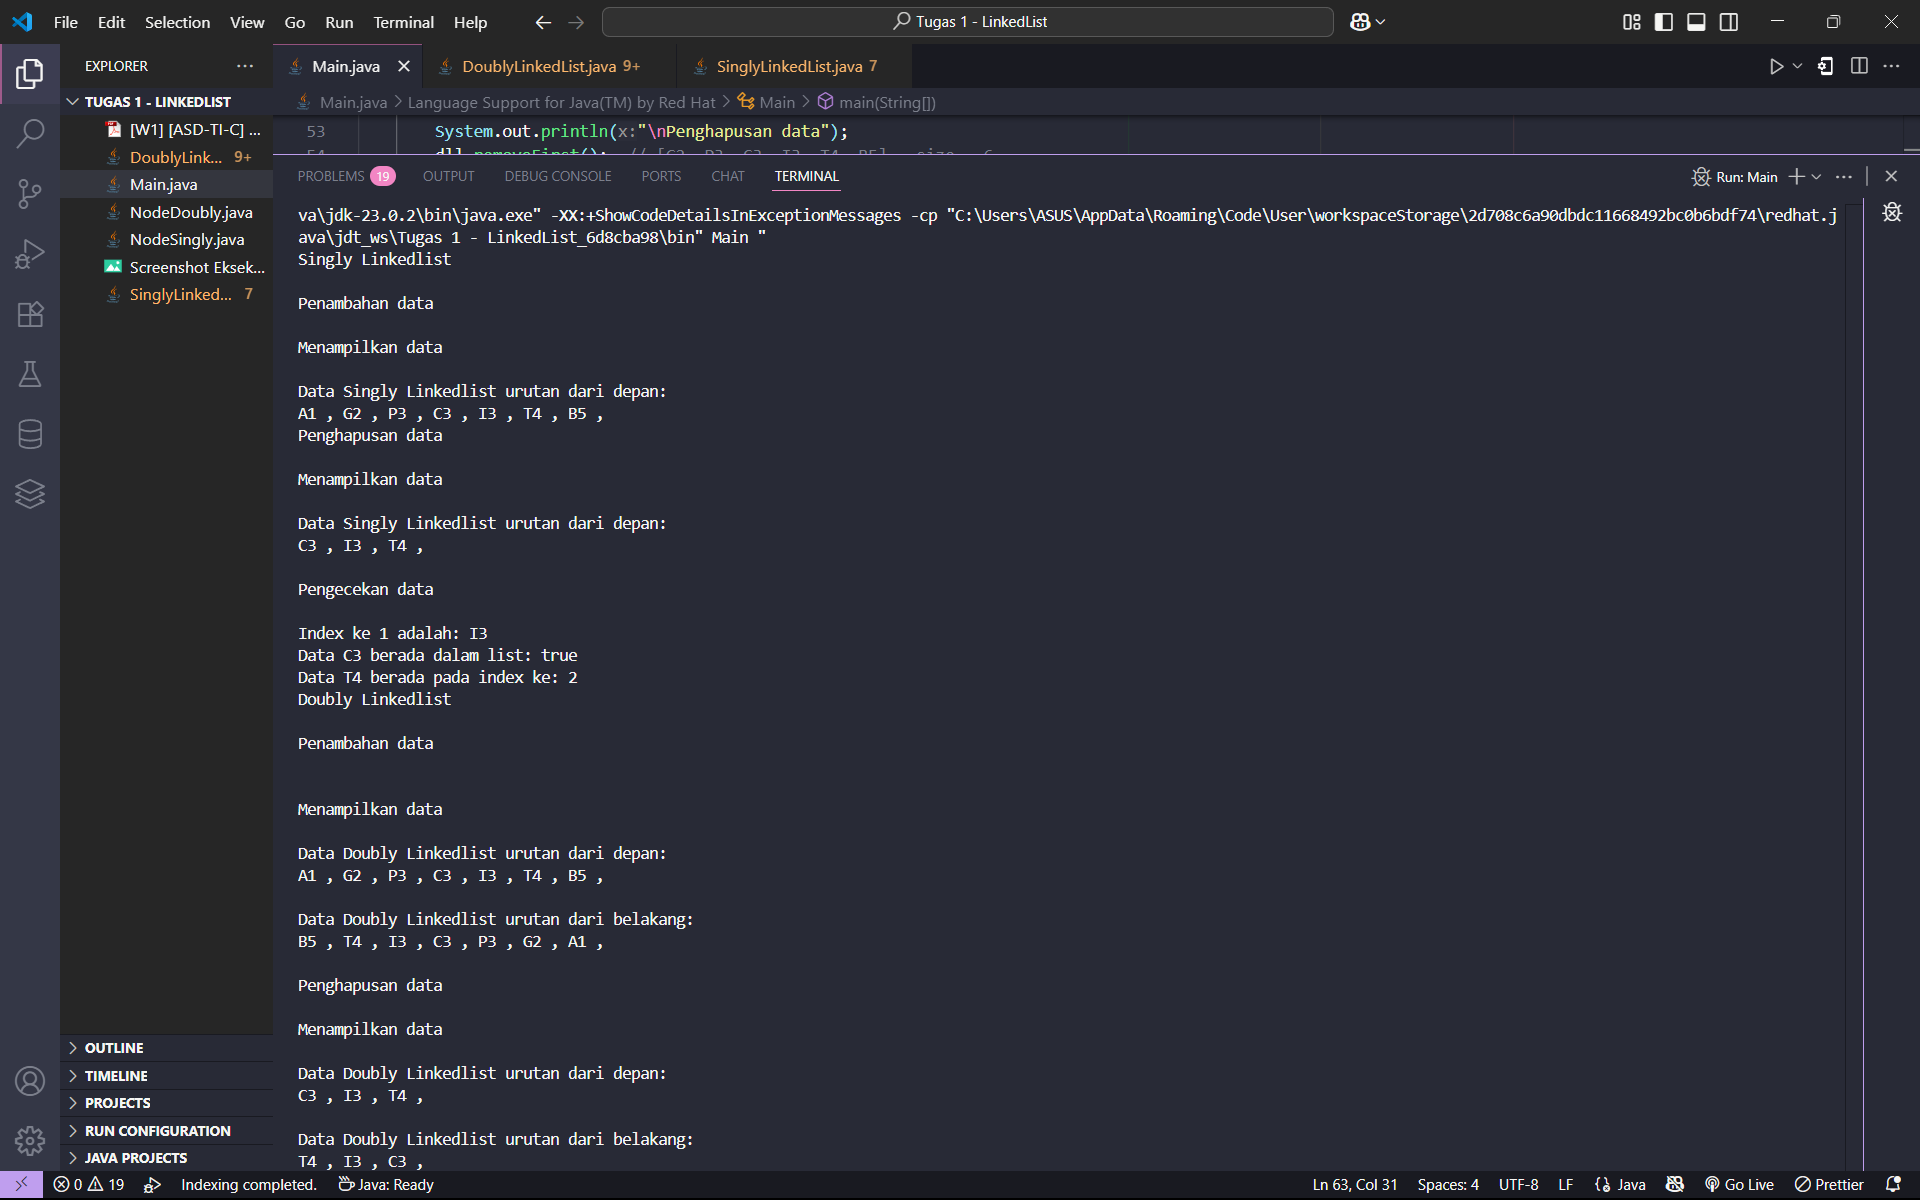 File Edit Selection View Go Run Terminal Help
Tugas 1 - LinkedList
EXPLORER
Main.java
DoublyLinkedList.java 9+
SinglyLinkedList.java 7
TUGAS 1 - LINKEDLIST
[W1] [ASD-TI-C] ...
DoublyLink... 9+
Main.java
NodeDoubly.java
NodeSingly.java
Screenshot Eksek...
SinglyLinked... 7
OUTLINE
TIMELINE
PROJECTS
RUN CONFIGURATION
JAVA PROJECTS
Main.java > Language Support for Java(TM) by Red Hat > Main > main(String[])
53 System.out.println(x:"\nPenghapusan data");
PROBLEMS 19 OUTPUT DEBUG CONSOLE PORTS CHAT TERMINAL
Run: Main
va\jdk-23.0.2\bin\java.exe" -XX:+ShowCodeDetailsInExceptionMessages -cp "C:\Users\ASUS\AppData\Roaming\Code\User\workspaceStorage\2d708c6a90dbdc11668492bc0b6bdf74\redhat.j
ava\jdt_ws\Tugas 1 - LinkedList_6d8cba98\bin" Main "
Singly Linkedlist
Penambahan data
Menampilkan data
Data Singly Linkedlist urutan dari depan:
A1 , G2 , P3 , C3 , I3 , T4 , B5 ,
Penghapusan data
Menampilkan data
Data Singly Linkedlist urutan dari depan:
C3 , I3 , T4 ,
Pengecekan data
Index ke 1 adalah: I3
Data C3 berada dalam list: true
Data T4 berada pada index ke: 2
Doubly Linkedlist
Penambahan data
Menampilkan data
Data Doubly Linkedlist urutan dari depan:
A1 , G2 , P3 , C3 , I3 , T4 , B5 ,
Data Doubly Linkedlist urutan dari belakang:
B5 , T4 , I3 , C3 , P3 , G2 , A1 ,
Penghapusan data
Menampilkan data
Data Doubly Linkedlist urutan dari depan:
C3 , I3 , T4 ,
Data Doubly Linkedlist urutan dari belakang:
T4 , I3 , C3 ,
0 19 Indexing completed. Java: Ready Ln 63, Col 31 Spaces: 4 UTF-8 LF Java Go Live Prettier